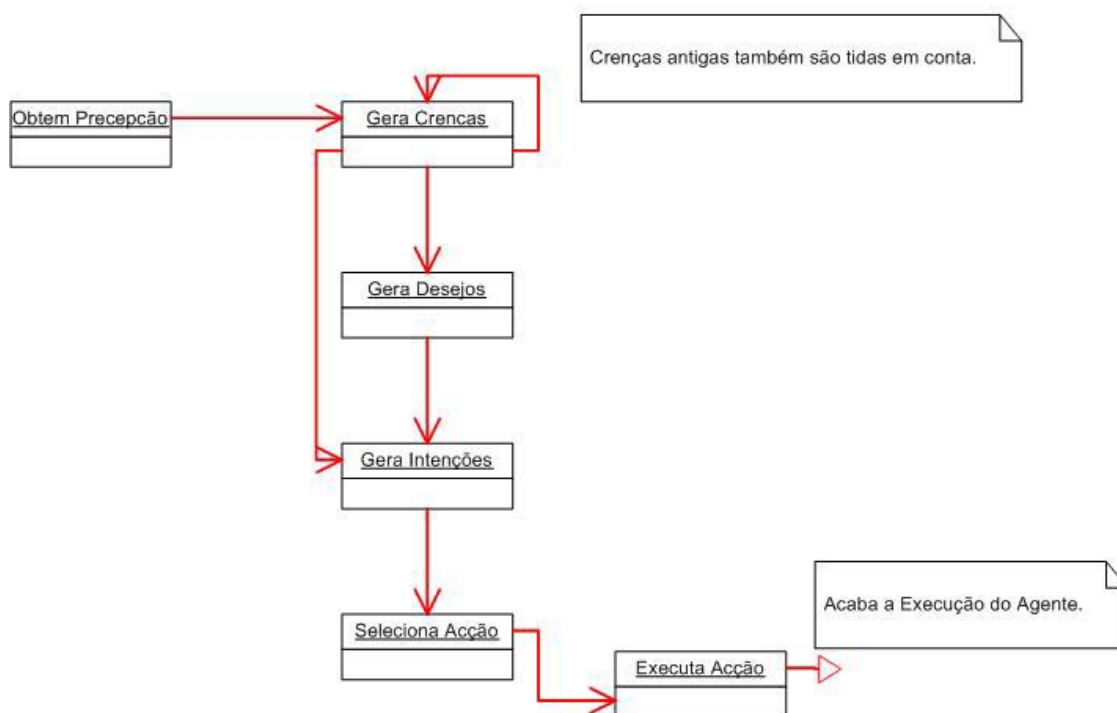 Crenças antigas também são tidas em conta.
Obtem Precepcão
Gera Crencas
Gera Desejos
Gera Intenções
Acaba a Execução do Agente.
Seleciona Acção
Executa Acção